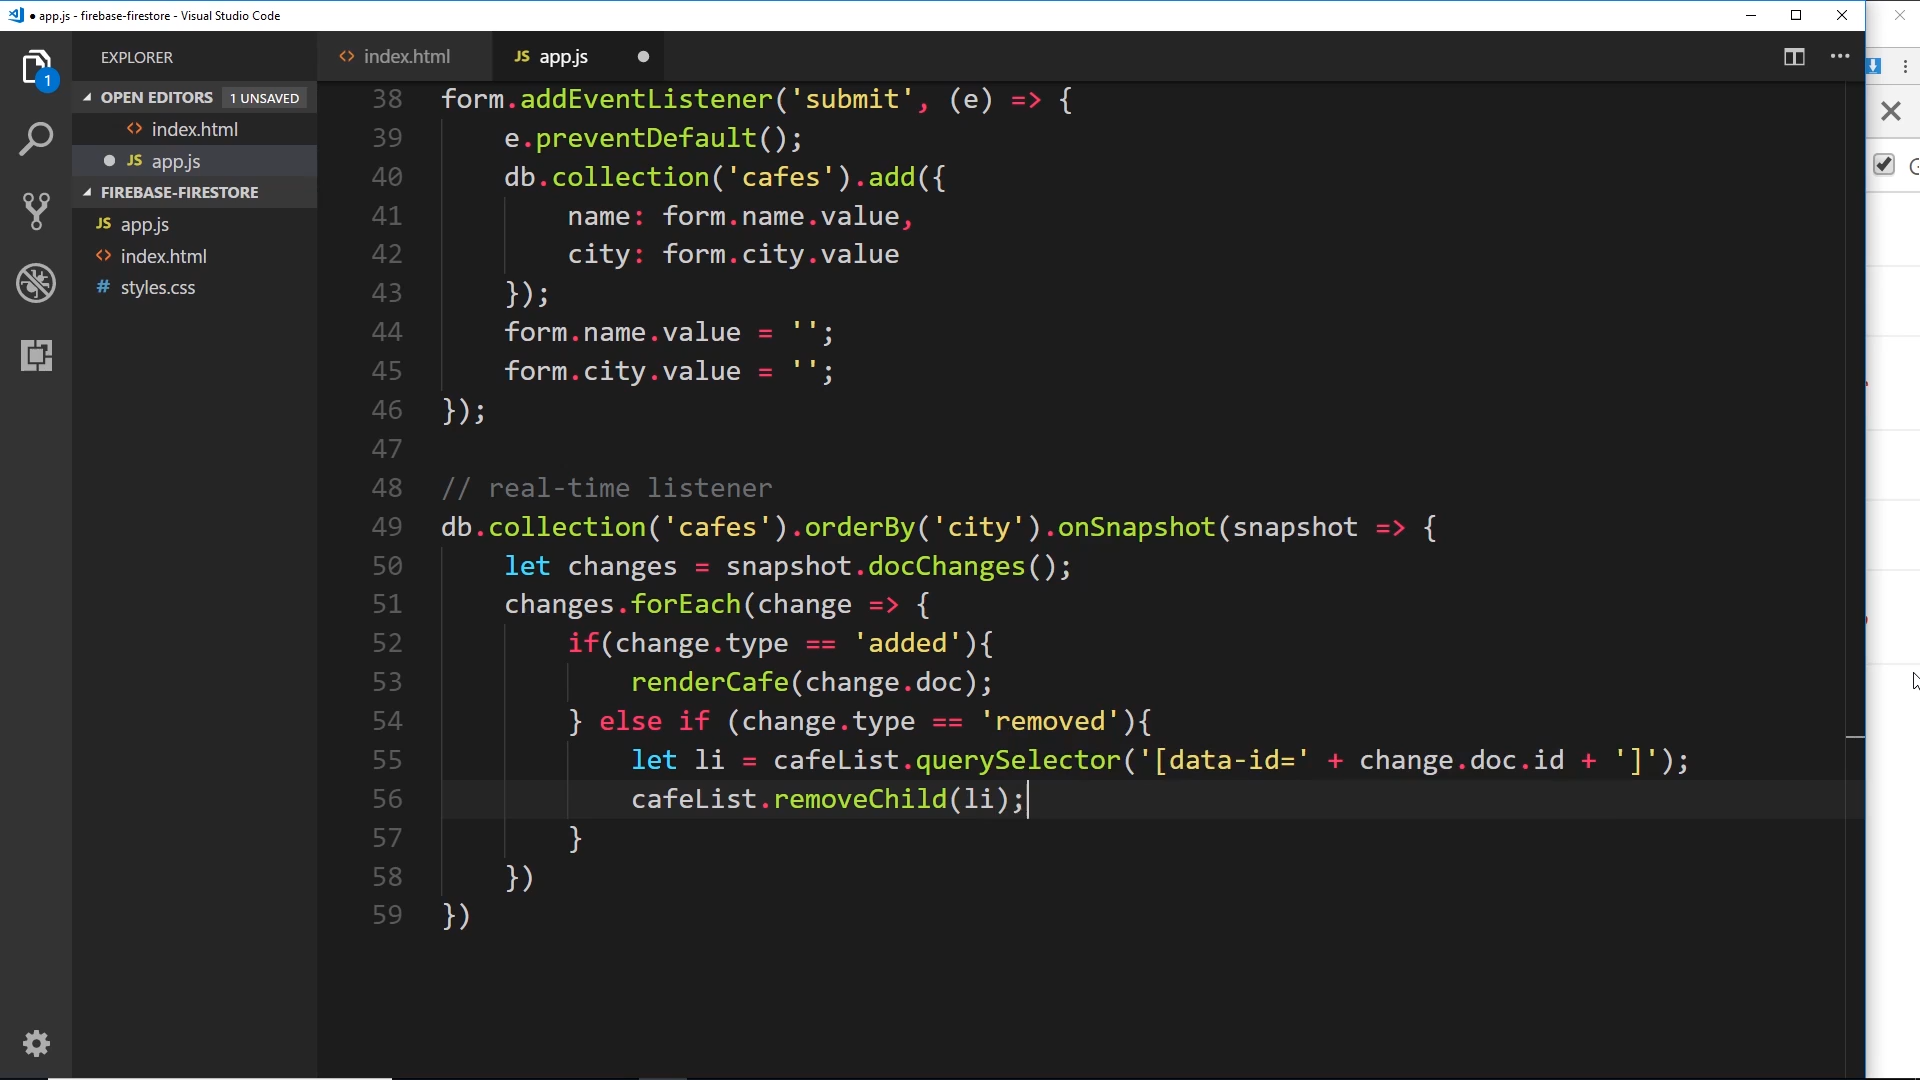 ● app.js - firebase-firestore - Visual Studio Code
EXPLORER
OPEN EDITORS 1 UNSAVED
<> index.html
● JS app.js
FIREBASE-FIRESTORE
JS app.js
<> index.html
# styles.css
1
<> index.html
JS app.js ●
38 form.addEventListener('submit', (e) => {
39 e.preventDefault();
40 db.collection('cafes').add({
41 name: form.name.value,
42 city: form.city.value
43 });
44 form.name.value = '';
45 form.city.value = '';
46 });
47
48 // real-time listener
49 db.collection('cafes').orderBy('city').onSnapshot(snapshot => {
50 let changes = snapshot.docChanges();
51 changes.forEach(change => {
52 if(change.type == 'added'){
53 renderCafe(change.doc);
54 } else if (change.type == 'removed'){
55 let li = cafeList.querySelector('[data-id=' + change.doc.id + ']');
56 cafeList.removeChild(li);
57 }
58 })
59 })